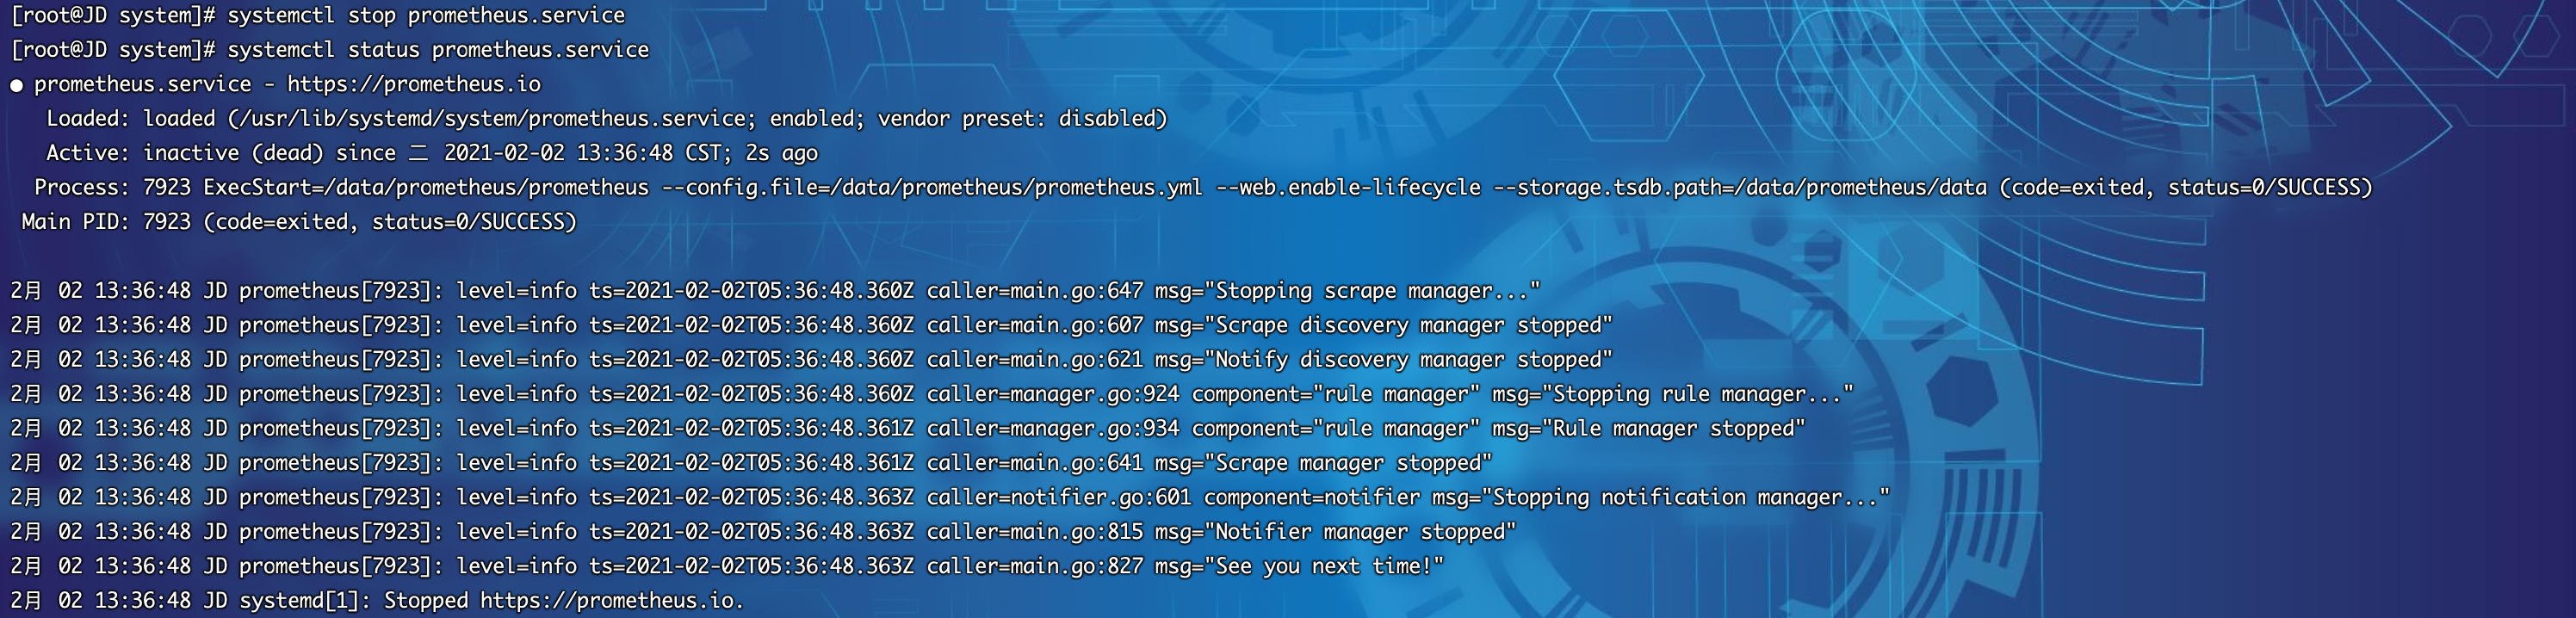 [root@JD system]# systemctl stop prometheus.service
[root@JD system]# systemctl status prometheus.service
● prometheus.service - https://prometheus.io
   Loaded: loaded (/usr/lib/systemd/system/prometheus.service; enabled; vendor preset: disabled)
   Active: inactive (dead) since 二 2021-02-02 13:36:48 CST; 2s ago
  Process: 7923 ExecStart=/data/prometheus/prometheus --config.file=/data/prometheus/prometheus.yml --web.enable-lifecycle --storage.tsdb.path=/data/prometheus/data (code=exited, status=0/SUCCESS)
 Main PID: 7923 (code=exited, status=0/SUCCESS)

2月 02 13:36:48 JD prometheus[7923]: level=info ts=2021-02-02T05:36:48.360Z caller=main.go:647 msg="Stopping scrape manager..."
2月 02 13:36:48 JD prometheus[7923]: level=info ts=2021-02-02T05:36:48.360Z caller=main.go:607 msg="Scrape discovery manager stopped"
2月 02 13:36:48 JD prometheus[7923]: level=info ts=2021-02-02T05:36:48.360Z caller=main.go:621 msg="Notify discovery manager stopped"
2月 02 13:36:48 JD prometheus[7923]: level=info ts=2021-02-02T05:36:48.360Z caller=manager.go:924 component="rule manager" msg="Stopping rule manager..."
2月 02 13:36:48 JD prometheus[7923]: level=info ts=2021-02-02T05:36:48.361Z caller=manager.go:934 component="rule manager" msg="Rule manager stopped"
2月 02 13:36:48 JD prometheus[7923]: level=info ts=2021-02-02T05:36:48.361Z caller=main.go:641 msg="Scrape manager stopped"
2月 02 13:36:48 JD prometheus[7923]: level=info ts=2021-02-02T05:36:48.363Z caller=notifier.go:601 component=notifier msg="Stopping notification manager..."
2月 02 13:36:48 JD prometheus[7923]: level=info ts=2021-02-02T05:36:48.363Z caller=main.go:815 msg="Notifier manager stopped"
2月 02 13:36:48 JD prometheus[7923]: level=info ts=2021-02-02T05:36:48.363Z caller=main.go:827 msg="See you next time!"
2月 02 13:36:48 JD systemd[1]: Stopped https://prometheus.io.